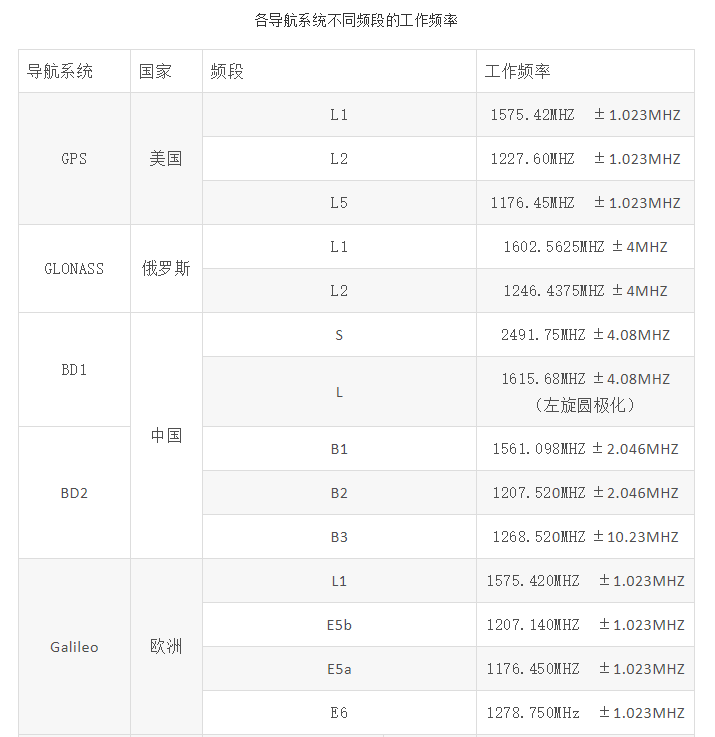 各导航系统不同频段的工作频率
导航系统 国家 频段 工作频率
GPS 美国 L1 1575.42MHZ ±1.023MHZ
L2 1227.60MHZ ±1.023MHZ
L5 1176.45MHZ ±1.023MHZ
GLONASS 俄罗斯 L1 1602.5625MHZ ±4MHZ
L2 1246.4375MHZ ±4MHZ
BD1 中国 S 2491.75MHZ ±4.08MHZ
L 1615.68MHZ ±4.08MHZ
（左旋圆极化）
BD2 B1 1561.098MHZ ±2.046MHZ
B2 1207.520MHZ ±2.046MHZ
B3 1268.520MHZ ±10.23MHZ
Galileo 欧洲 L1 1575.420MHZ ±1.023MHZ
E5b 1207.140MHZ ±1.023MHZ
E5a 1176.450MHZ ±1.023MHZ
E6 1278.750MHz ±1.023MHZ